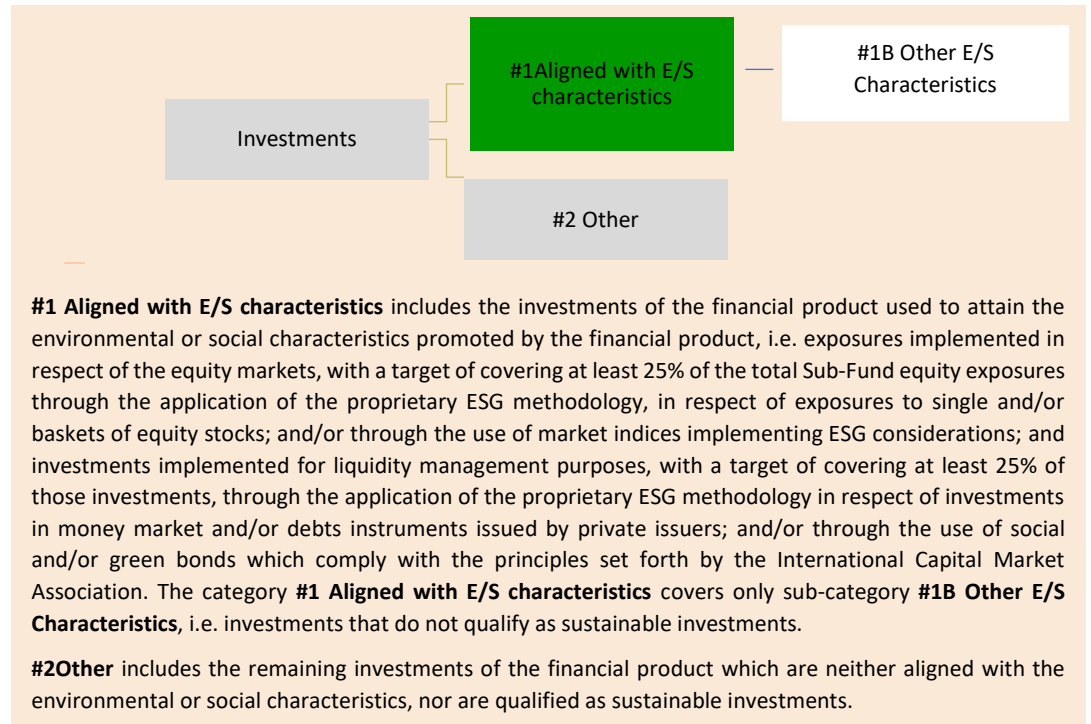 #1Aligned with E/S
characteristics
#1B Other E/S
Characteristics
Investments
#2 Other
#1 Aligned with E/S characteristics includes the investments of the financial product used to attain the
environmental or social characteristics promoted by the financial product, i.e. exposures implemented in
respect of the equity markets, with a target of covering at least 25% of the total Sub-Fund equity exposures
through the application of the proprietary ESG methodology, in respect of exposures to single and/or
baskets of equity stocks; and/or through the use of market indices implementing ESG considerations; and
investments implemented for liquidity management purposes, with a target of covering at least 25% of
those investments, through the application of the proprietary ESG methodology in respect of investments
in money market and/or debts instruments issued by private issuers; and/or through the use of social
and/or green bonds which comply with the principles set forth by the International Capital Market
Association. The category #1 Aligned with E/S characteristics covers only sub-category #1B Other E/S
Characteristics, i.e. investments that do not qualify as sustainable investments.
#2Other includes the remaining investments of the financial product which are neither aligned with the
environmental or social characteristics, nor are qualified as sustainable investments.